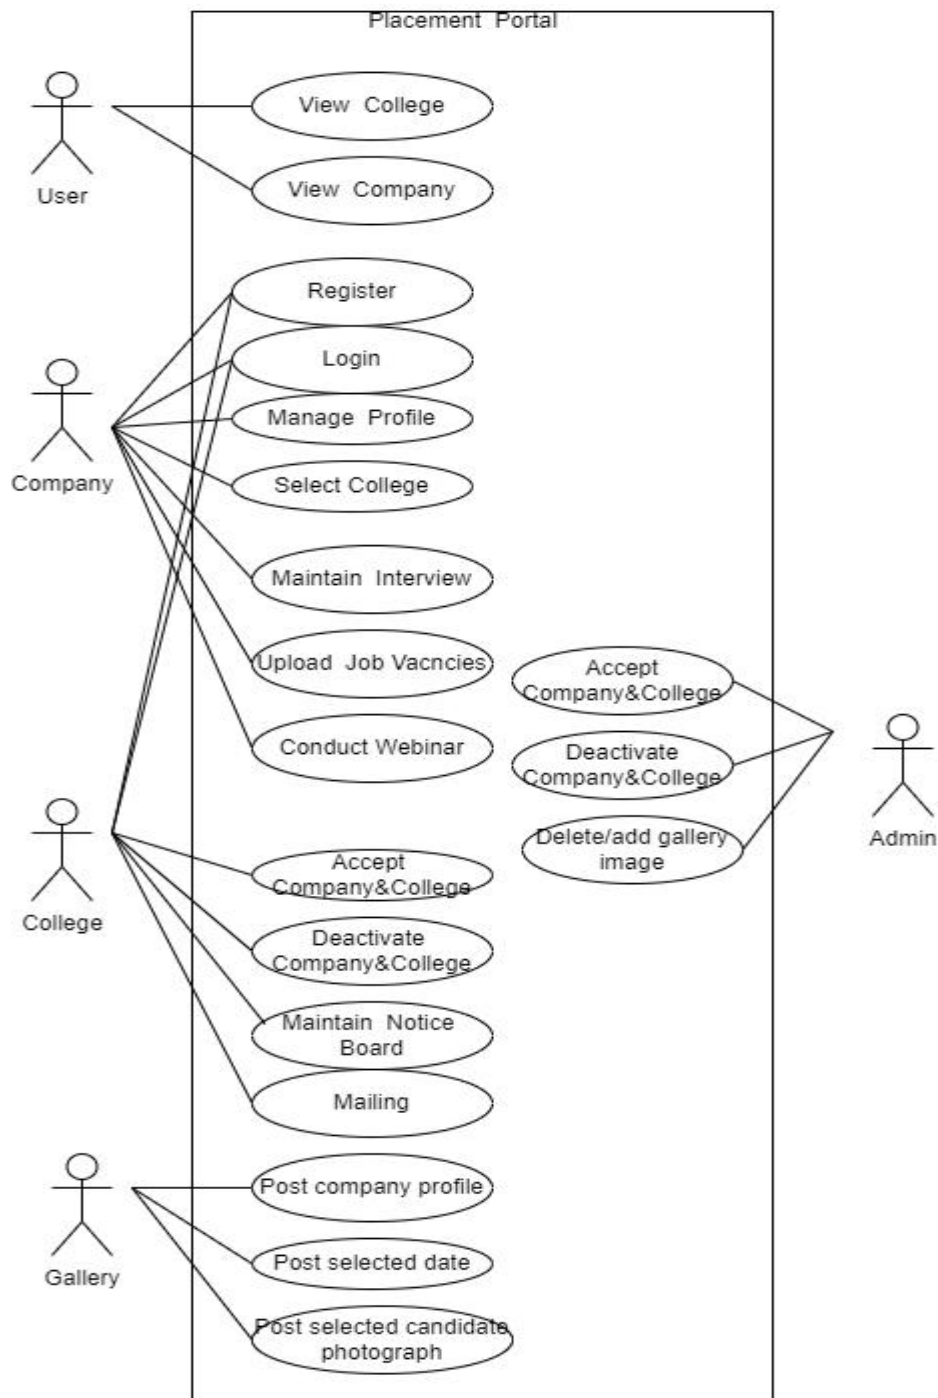 Placement Portal
View College
View Company
User
Register
Login
Manage Profile
Select College
Company
Maintain Interview
Upload Job Vacncies
Conduct Webinar
Accept
Company&College
Deactivate
Company&College
Delete/add gallery
image
Admin
College
Accept
Company&College
Deactivate
Company&College
Maintain Notice
Board
Mailing
Post company profile
Post selected date
Post selected candidate
photograph
Gallery